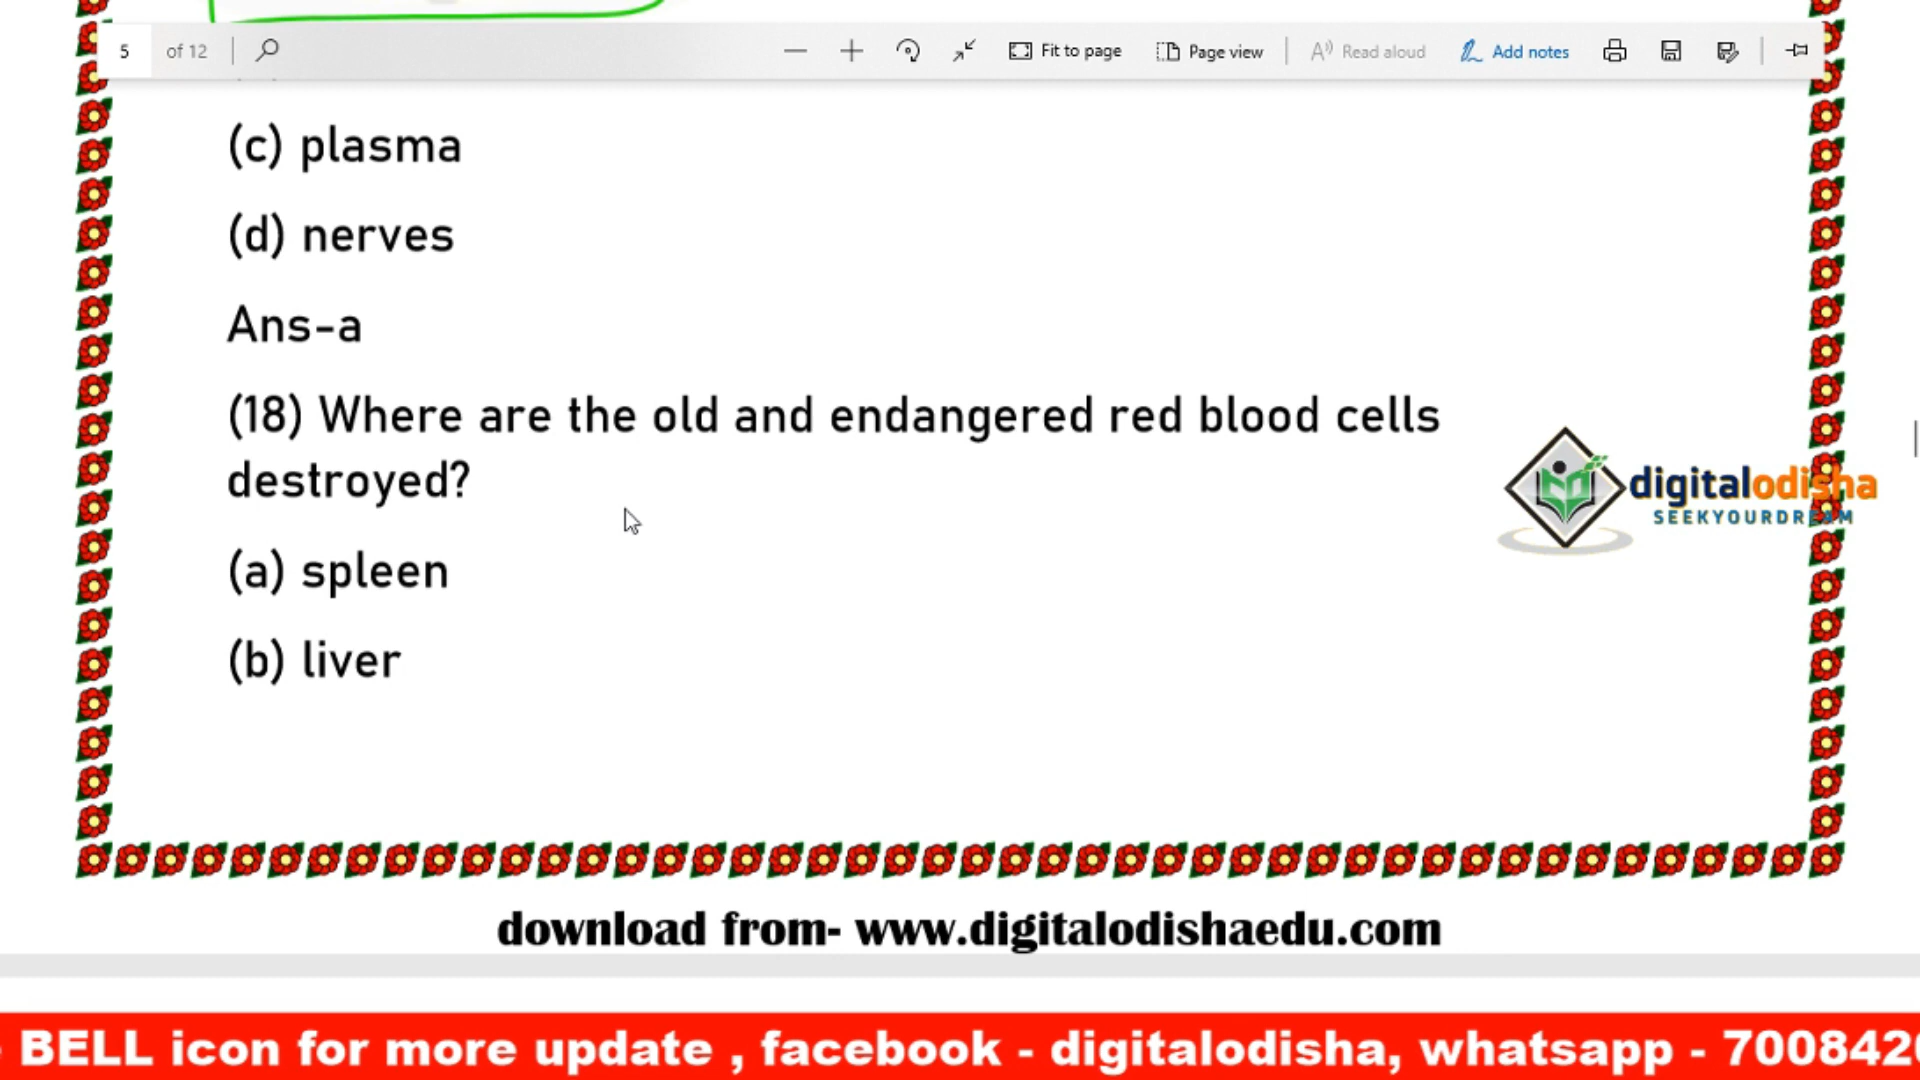 5 of 12
Fit to page
Page view
Read aloud
Add notes
(c) plasma
(d) nerves
Ans-a
(18) Where are the old and endangered red blood cells
destroyed?
(a) spleen
(b) liver
digitalodisha
SEEKYOURDREAM
download from- www.digitalodishaedu.com
BELL icon for more update , facebook - digitalodisha, whatsapp - 700842